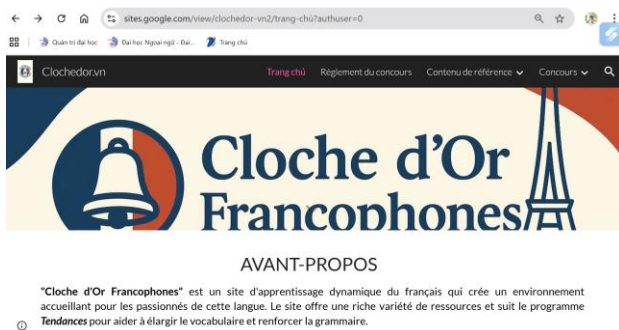 sites.google.com/view/clochedor-vn2/trang-chủ?authuser=0
Quản trị đại học Đại học Ngoại ngữ - Đại... Trang chủ
Clochedor.vn Trang chủ Règlement du concours Contenu de référence Concours
Cloche d'Or
Francophones
AVANT-PROPOS
"Cloche d'Or Francophones" est un site d'apprentissage dynamique du français qui crée un environnement
accueillant pour les passionnés de cette langue. Le site offre une riche variété de ressources et suit le programme
Tendances pour aider à élargir le vocabulaire et renforcer la grammaire.